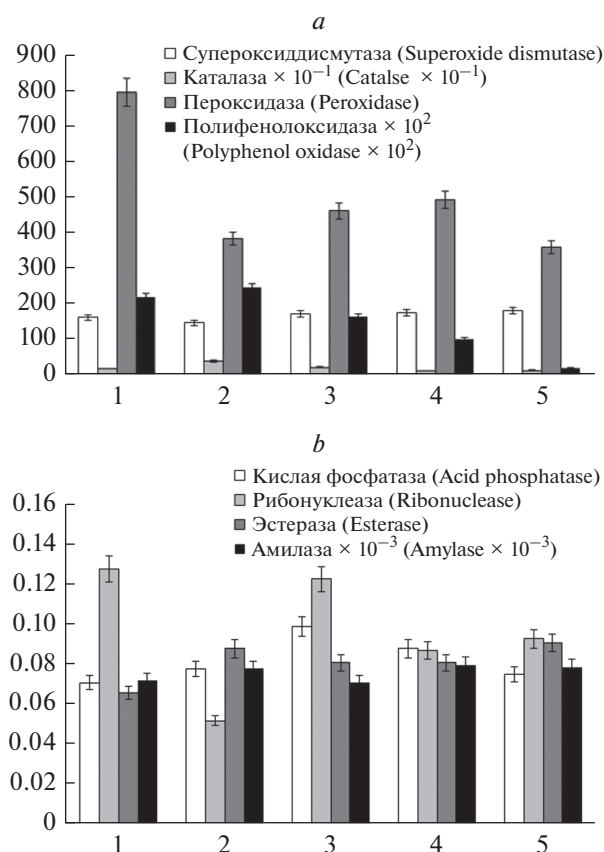 a
900
800
700
600
500
400
300
200
100
0
Супероксиддисмутаза (Superoxide dismutase)
Каталаза × 10⁻¹ (Catalse × 10⁻¹)
Пероксидаза (Peroxidase)
Полифенолоксидаза × 10²
(Polyphenol oxidase × 10²)
1 2 3 4 5
b
0.16
0.14
0.12
0.10
0.08
0.06
0.04
0.02
0
Кислая фосфатаза (Acid phosphatase)
Рибонуклеаза (Ribonuclease)
Эстераза (Esterase)
Амилаза × 10⁻³ (Amylase × 10⁻³)
1 2 3 4 5